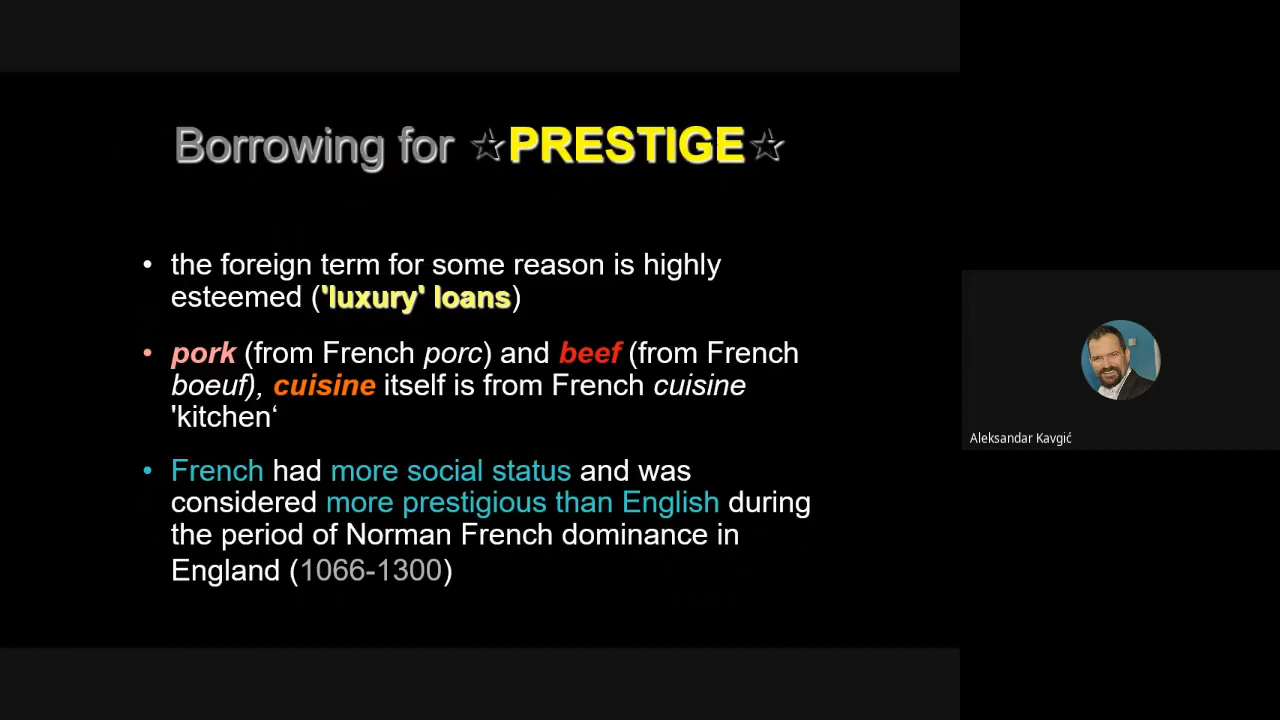 Borrowing for ☆PRESTIGE☆
• the foreign term for some reason is highly
esteemed ('luxury' loans)
• pork (from French porc) and beef (from French
boeuf), cuisine itself is from French cuisine
'kitchen‘
• French had more social status and was
considered more prestigious than English during
the period of Norman French dominance in
England (1066-1300)
Aleksandar Kavgić